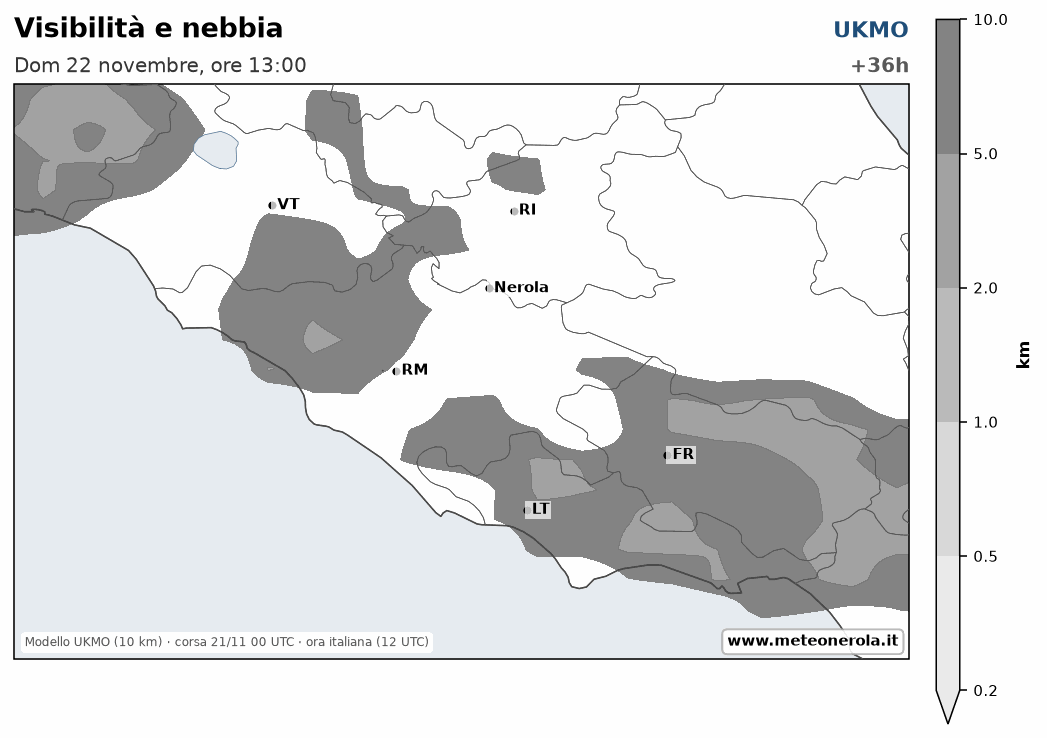 Visibilità e nebbia
UKMO
Dom 22 novembre, ore 13:00
+36h
10.0
5.0
2.0
1.0
0.5
0.2
km
VT
RI
Nerola
RM
FR
LT
Modello UKMO (10 km) · corsa 21/11 00 UTC · ora italiana (12 UTC)
www.meteonerola.it